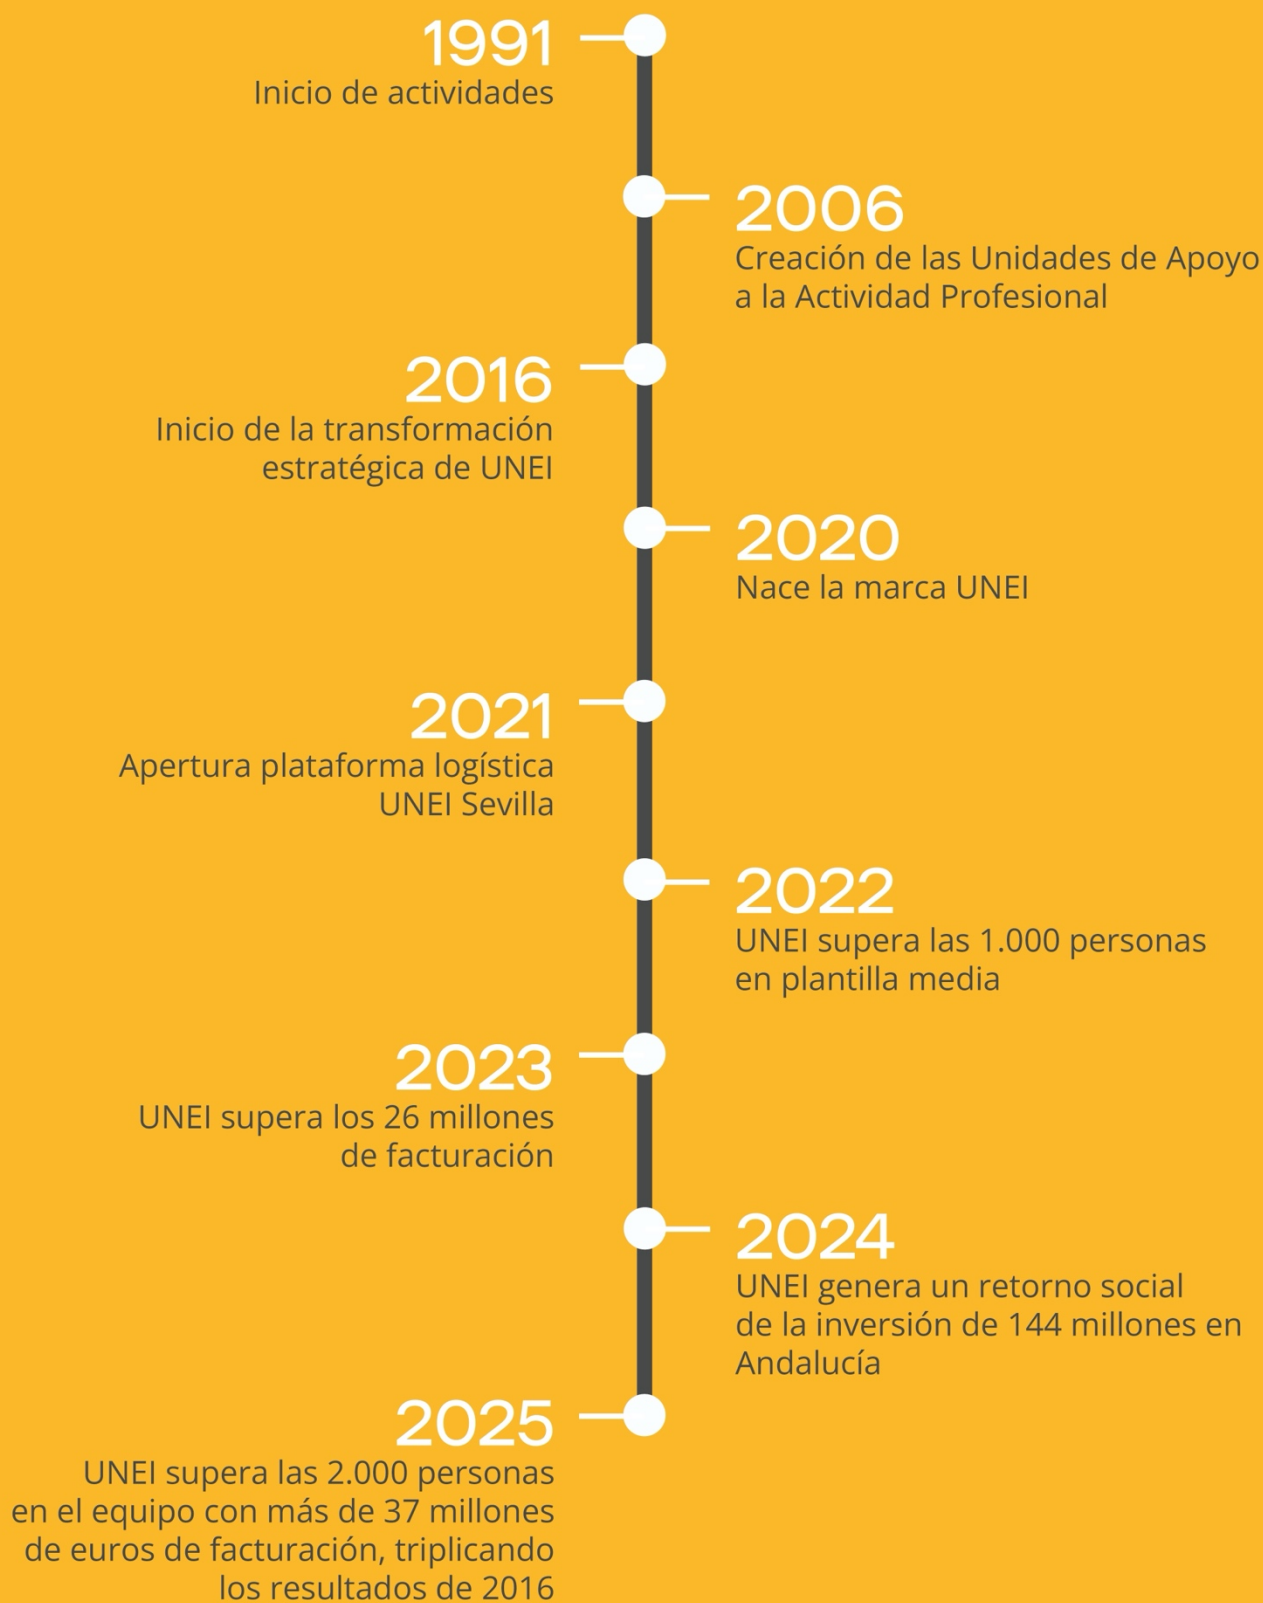 1991
Inicio de actividades
2006
Creación de las Unidades de Apoyo
a la Actividad Profesional
2016
Inicio de la transformación
estratégica de UNEI
2020
Nace la marca UNEI
2021
Apertura plataforma logística
UNEI Sevilla
2022
UNEI supera las 1.000 personas
en plantilla media
2023
UNEI supera los 26 millones
de facturación
2024
UNEI genera un retorno social
de la inversión de 144 millones en
Andalucía
2025
UNEI supera las 2.000 personas
en el equipo con más de 37 millones
de euros de facturación, triplicando
los resultados de 2016